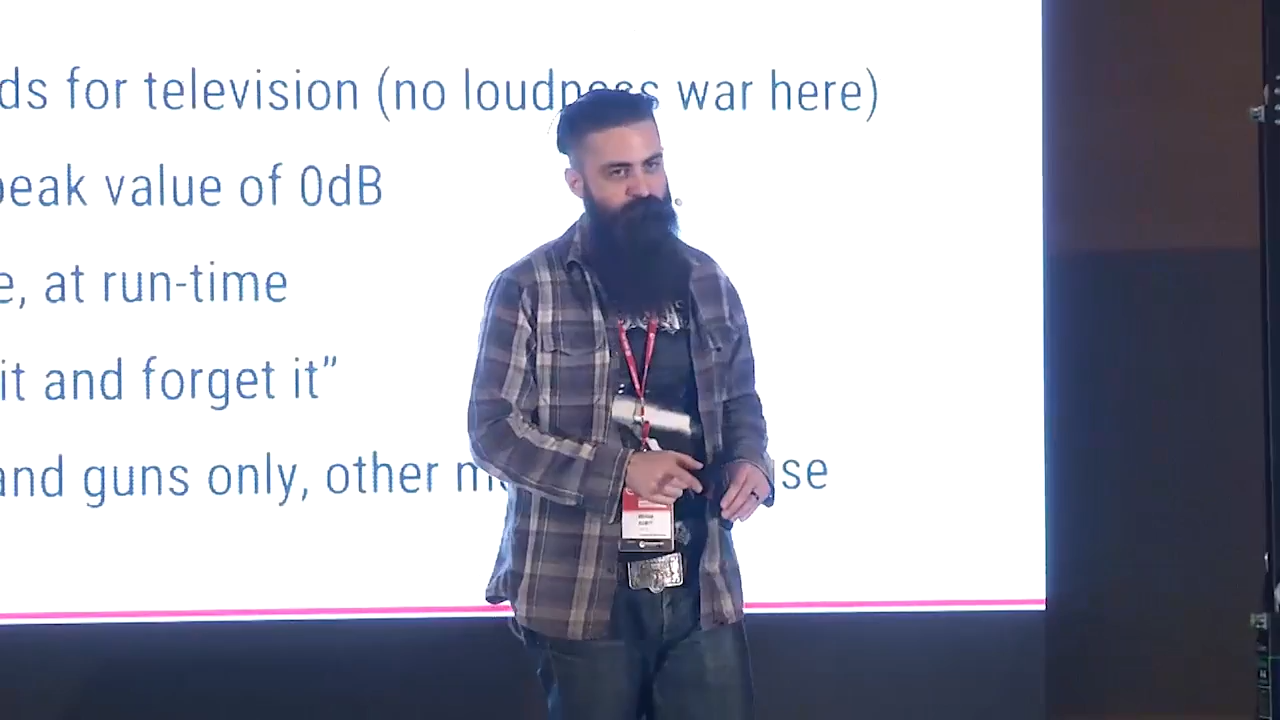 ds for television (no loudness war here)
peak value of 0dB
e, at run-time
it and forget it”
and guns only, other
se